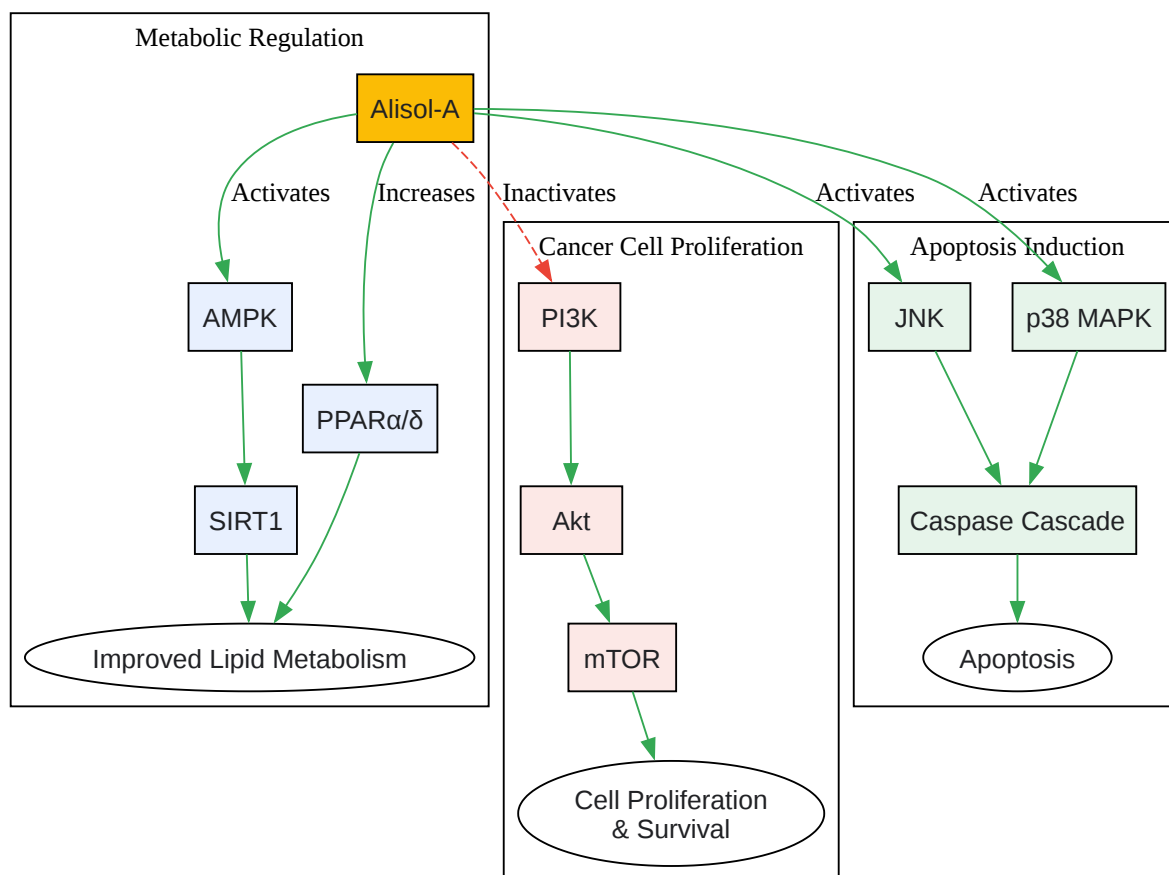 Metabolic Regulation
Alisol-A
Activates
Increases
Inactivates
Activates
Activates
Cancer Cell Proliferation
Apoptosis Induction
AMPK
PI3K
JNK
p38 MAPK
PPARα/δ
SIRT1
Akt
Caspase Cascade
Improved Lipid Metabolism
mTOR
Apoptosis
Cell Proliferation
& Survival